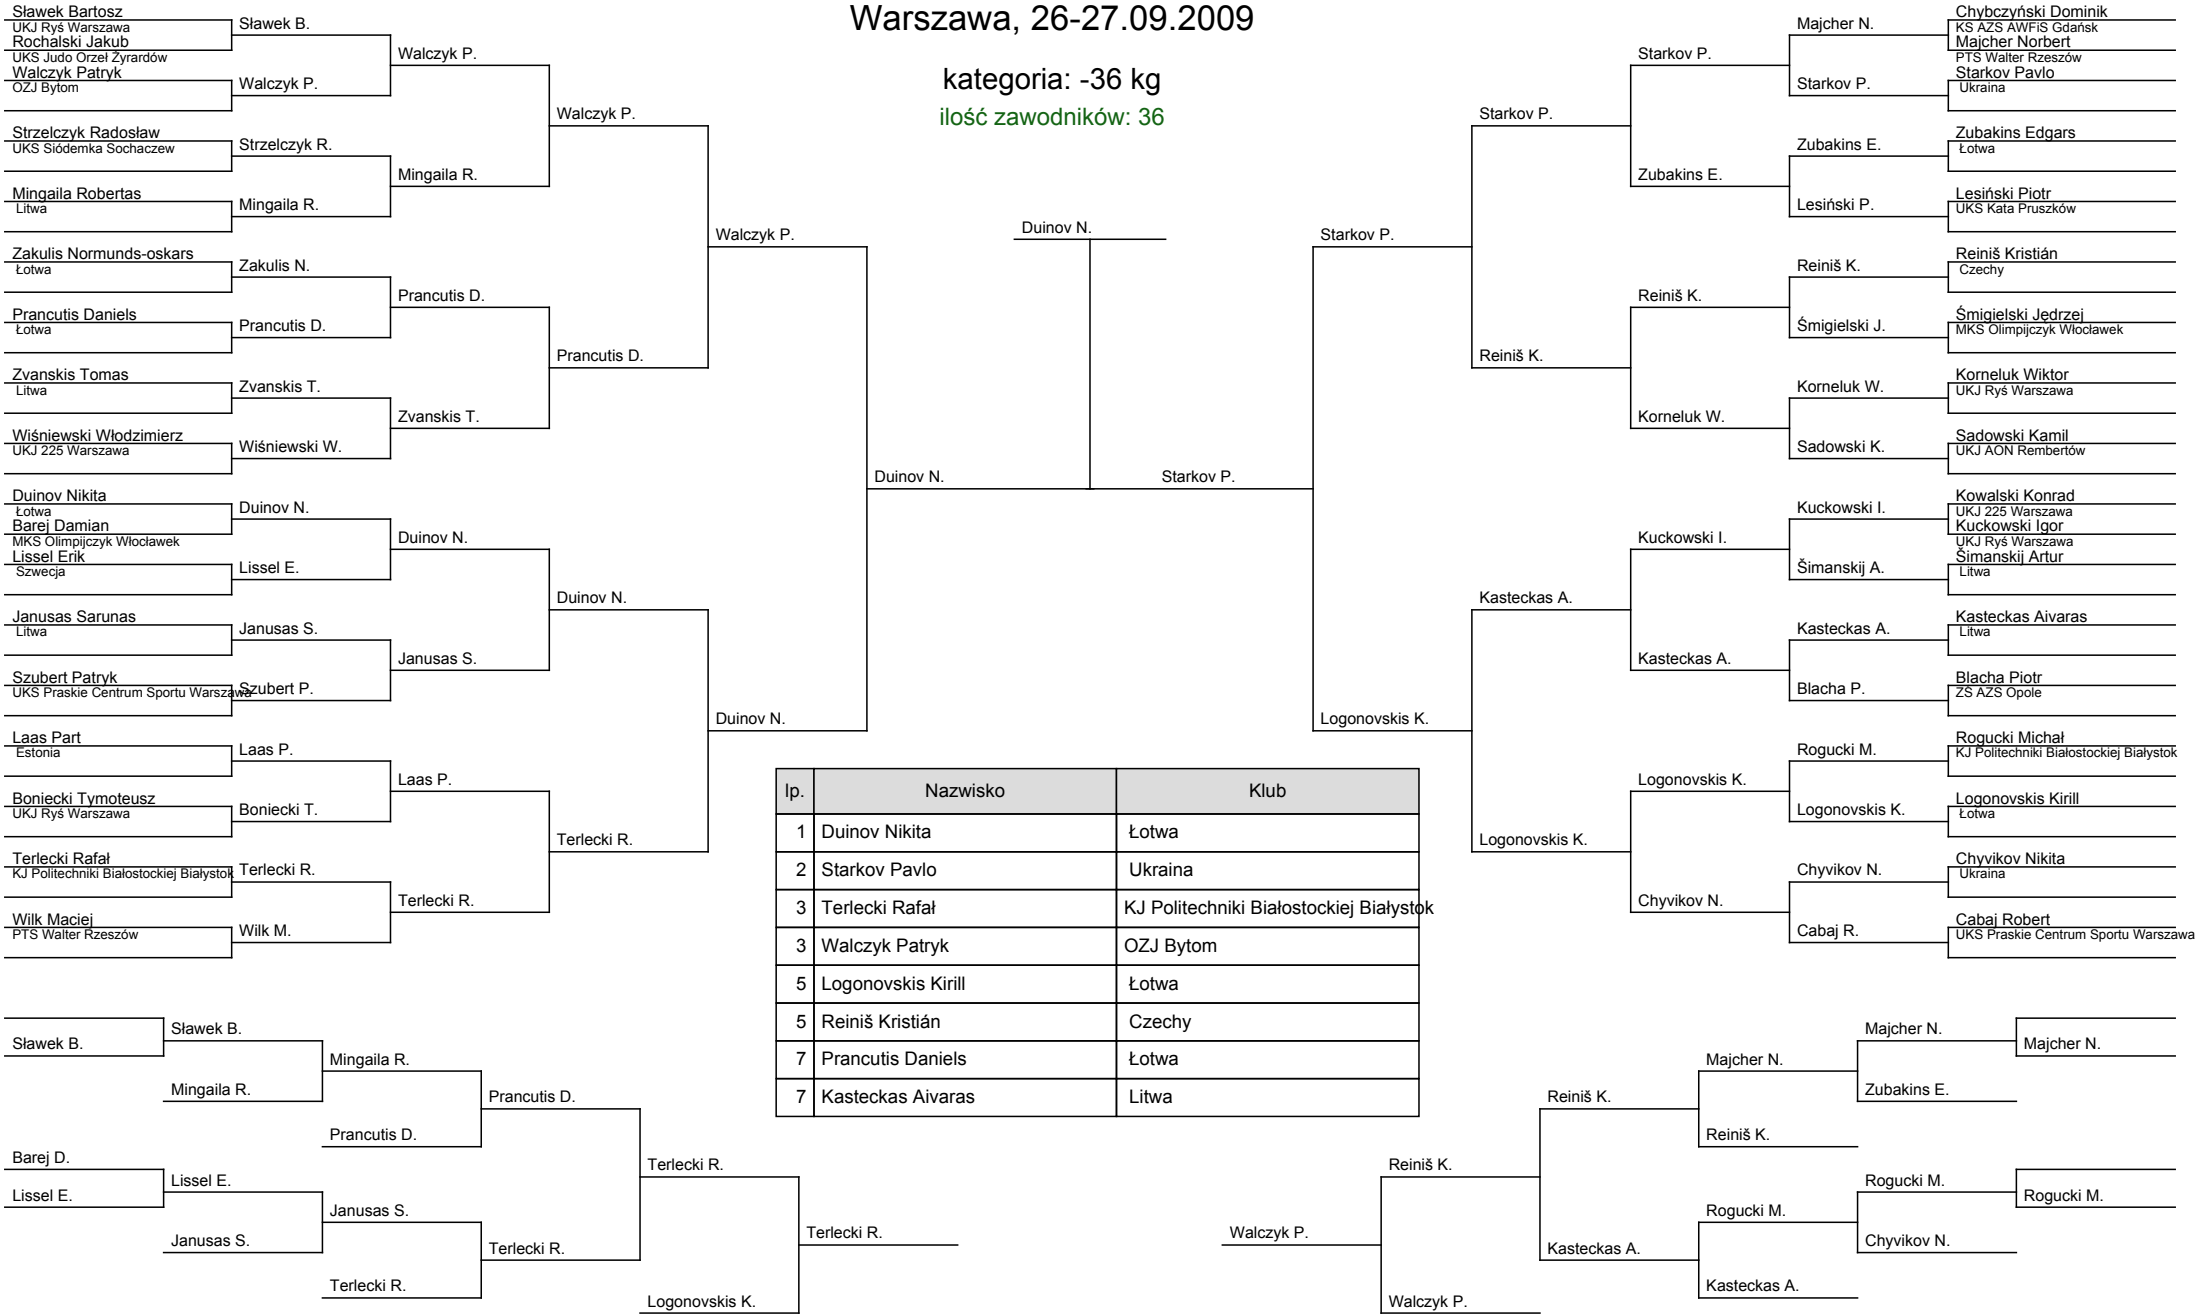 Warszawa, 26-27.09.2009
kategoria: -36 kg
ilość zawodników: 36
Sławek Bartosz
UKJ Ryś Warszawa
Rochalski Jakub
UKS Judo Orzeł Żyrardów
Walczyk Patryk
OZJ Bytom
Strzelczyk Radosław
UKS Siódemka Sochaczew
Mingaila Robertas
Litwa
Zakulis Normunds-oskars
Łotwa
Prancutis Daniels
Łotwa
Zvanskis Tomas
Litwa
Wiśniewski Włodzimierz
UKJ 225 Warszawa
Duinov Nikita
Łotwa
Barej Damian
MKS Olimpijczyk Włocławek
Lissel Erik
Szwecja
Janusas Sarunas
Litwa
Szubert Patryk
UKS Praskie Centrum Sportu Warszawa
Laas Part
Estonia
Boniecki Tymoteusz
UKJ Ryś Warszawa
Terlecki Rafał
KJ Politechniki Białostockiej Białystok
Wilk Maciej
PTS Walter Rzeszów
Sławek B.
Walczyk P.
Strzelczyk R.
Mingaila R.
Zakulis N.
Prancutis D.
Zvanskis T.
Wiśniewski W.
Duinov N.
Lissel E.
Janusas S.
Szubert P.
Laas P.
Boniecki T.
Terlecki R.
Wilk M.
Walczyk P.
Mingaila R.
Prancutis D.
Zvanskis T.
Duinov N.
Janusas S.
Laas P.
Terlecki R.
Walczyk P.
Prancutis D.
Duinov N.
Terlecki R.
Walczyk P.
Duinov N.
Duinov N.
Duinov N.
Starkov P.
Starkov P.
Logonovskis K.
Starkov P.
Reiniš K.
Kasteckas A.
Logonovskis K.
Starkov P.
Zubakins E.
Reiniš K.
Korneluk W.
Kuckowski I.
Kasteckas A.
Logonovskis K.
Chyvikov N.
Majcher N.
Starkov P.
Zubakins E.
Lesiński P.
Reiniš K.
Śmigielski J.
Korneluk W.
Sadowski K.
Kuckowski I.
Šimanskij A.
Kasteckas A.
Blacha P.
Rogucki M.
Logonovskis K.
Chyvikov N.
Cabaj R.
Chybczyński Dominik
KS AZS AWFiS Gdańsk
Majcher Norbert
PTS Walter Rzeszów
Starkov Pavlo
Ukraina
Zubakins Edgars
Łotwa
Lesiński Piotr
UKS Kata Pruszków
Reiniš Kristián
Czechy
Śmigielski Jędrzej
MKS Olimpijczyk Włocławek
Korneluk Wiktor
UKJ Ryś Warszawa
Sadowski Kamil
UKJ AON Rembertów
Kowalski Konrad
UKJ 225 Warszawa
Kuckowski Igor
UKJ Ryś Warszawa
Šimanskij Artur
Litwa
Kasteckas Aivaras
Litwa
Blacha Piotr
ZS AZS Opole
Rogucki Michał
KJ Politechniki Białostockiej Białystok
Logonovskis Kirill
Łotwa
Chyvikov Nikita
Ukraina
Cabaj Robert
UKS Praskie Centrum Sportu Warszawa
lp. Nazwisko Klub
1 Duinov Nikita Łotwa
2 Starkov Pavlo Ukraina
3 Terlecki Rafał KJ Politechniki Białostockiej Białystok
3 Walczyk Patryk OZJ Bytom
5 Logonovskis Kirill Łotwa
5 Reiniš Kristián Czechy
7 Prancutis Daniels Łotwa
7 Kasteckas Aivaras Litwa
Sławek B.
Barej D.
Lissel E.
Sławek B.
Mingaila R.
Lissel E.
Janusas S.
Mingaila R.
Prancutis D.
Janusas S.
Terlecki R.
Prancutis D.
Terlecki R.
Terlecki R.
Logonovskis K.
Terlecki R.
Walczyk P.
Reiniš K.
Walczyk P.
Reiniš K.
Kasteckas A.
Majcher N.
Reiniš K.
Rogucki M.
Kasteckas A.
Majcher N.
Zubakins E.
Rogucki M.
Chyvikov N.
Majcher N.
Rogucki M.